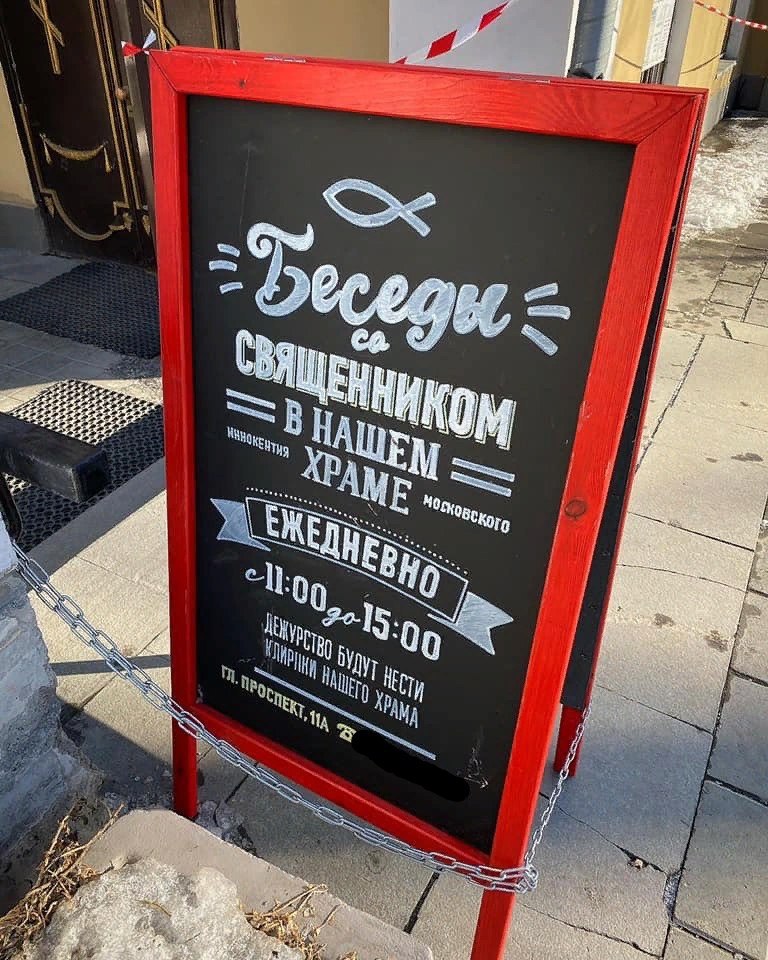 Беседы
со
СВЯЩЕННИКОМ
В НАШЕМ
ХРАМЕ
ИННОКЕНТИЯ
МОСКОВСКОГО
ЕЖЕДНЕВНО
с 11:00 до 15:00
ДЕЖУРСТВО БУДУТ НЕСТИ
КЛИРИКИ НАШЕГО ХРАМА
ГЛ. ПРОСПЕКТ, 11А ☎